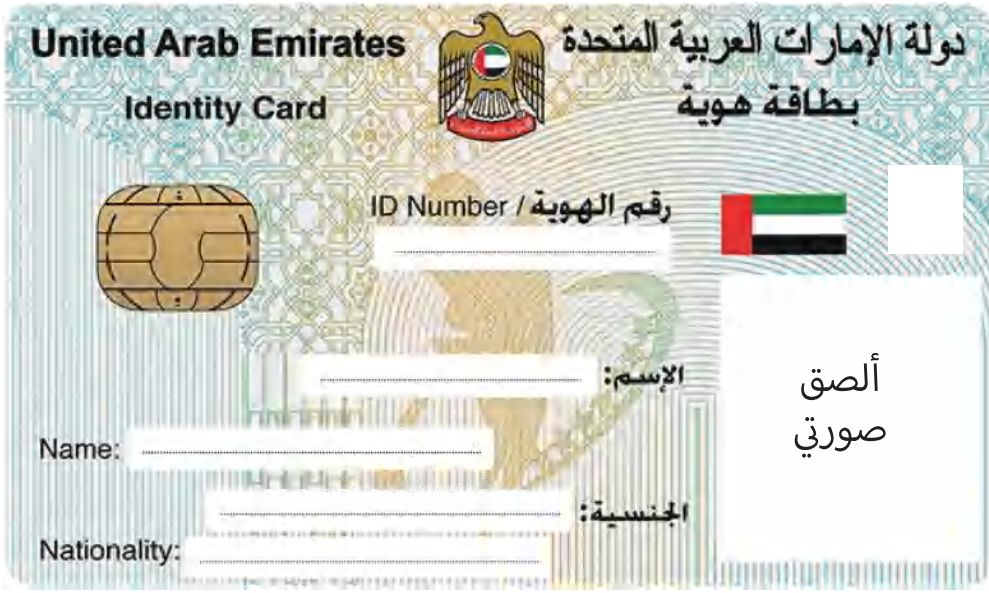 United Arab Emirates
دولة الإمارات العربية المتحدة
Identity Card
بطاقة هوية
ID Number / رقم الهوية
الإسم:
ألصق
صورتي
Name:
الجنسية:
Nationality: